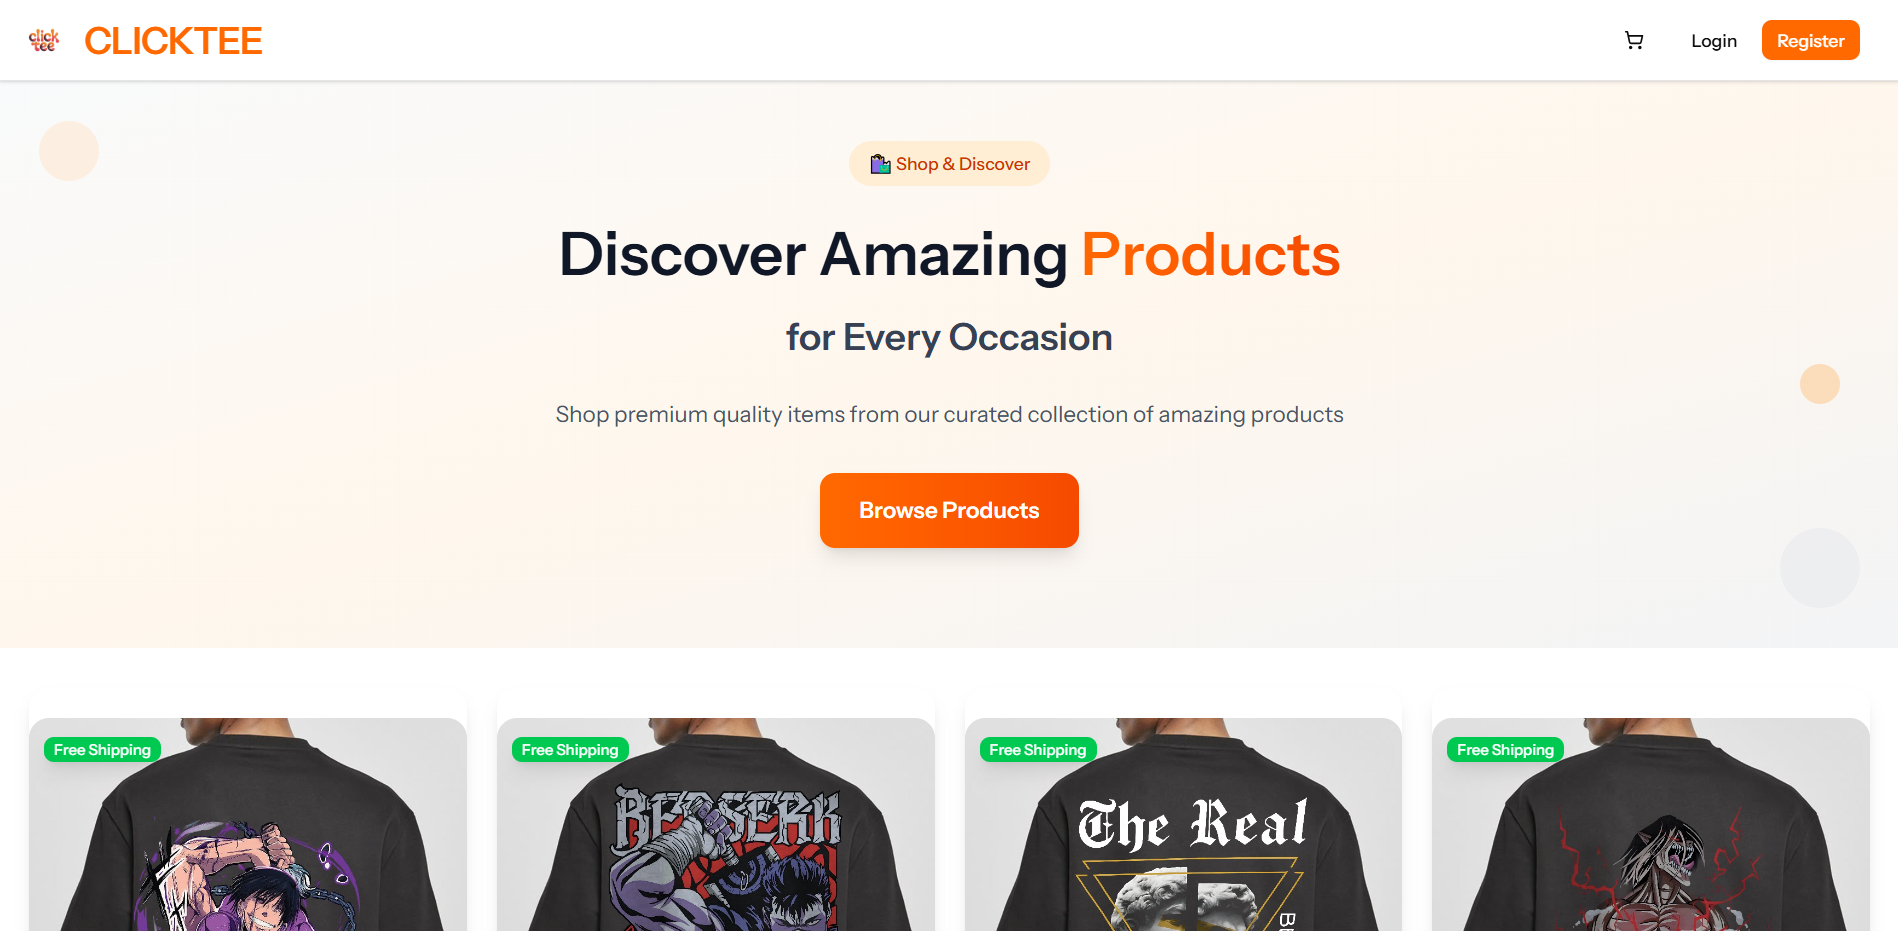 click
tee
CLICKTEE
Login
Register
Shop & Discover
Discover Amazing Products
for Every Occasion
Shop premium quality items from our curated collection of amazing products
Browse Products
Free Shipping
Free Shipping
Free Shipping
Free Shipping
BERSERK
The Real